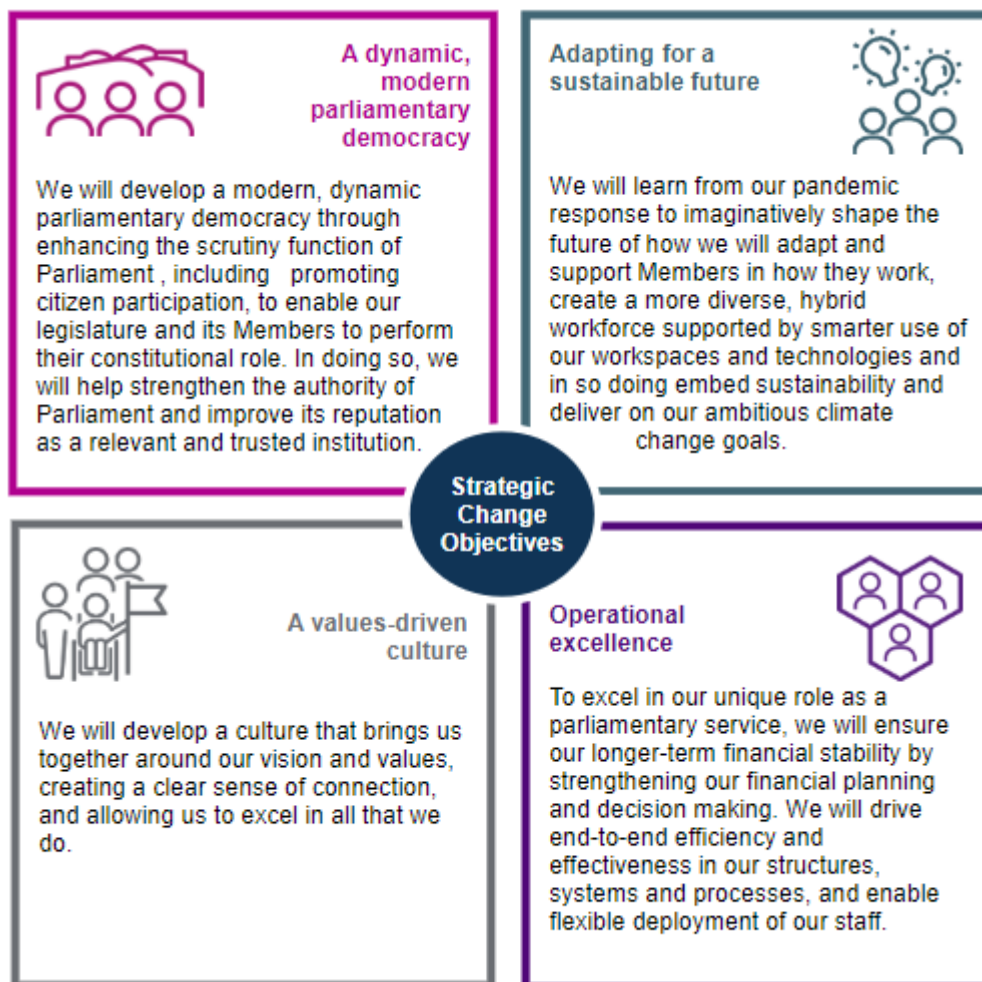 A dynamic,
modern
parliamentary
democracy
We will develop a modern, dynamic
parliamentary democracy through
enhancing the scrutiny function of
Parliament , including promoting
citizen participation, to enable our
legislature and its Members to perform
their constitutional role. In doing so, we
will help strengthen the authority of
Parliament and improve its reputation
as a relevant and trusted institution.
Adapting for a
sustainable future
We will learn from our pandemic
response to imaginatively shape the
future of how we will adapt and
support Members in how they work,
create a more diverse, hybrid
workforce supported by smarter use of
our workspaces and technologies and
in so doing embed sustainability and
deliver on our ambitious climate
change goals.
Strategic
Change
Objectives
A values-driven
culture
We will develop a culture that brings us
together around our vision and values,
creating a clear sense of connection,
and allowing us to excel in all that we
do.
Operational
excellence
To excel in our unique role as a
parliamentary service, we will ensure
our longer-term financial stability by
strengthening our financial planning
and decision making. We will drive
end-to-end efficiency and
effectiveness in our structures,
systems and processes, and enable
flexible deployment of our staff.